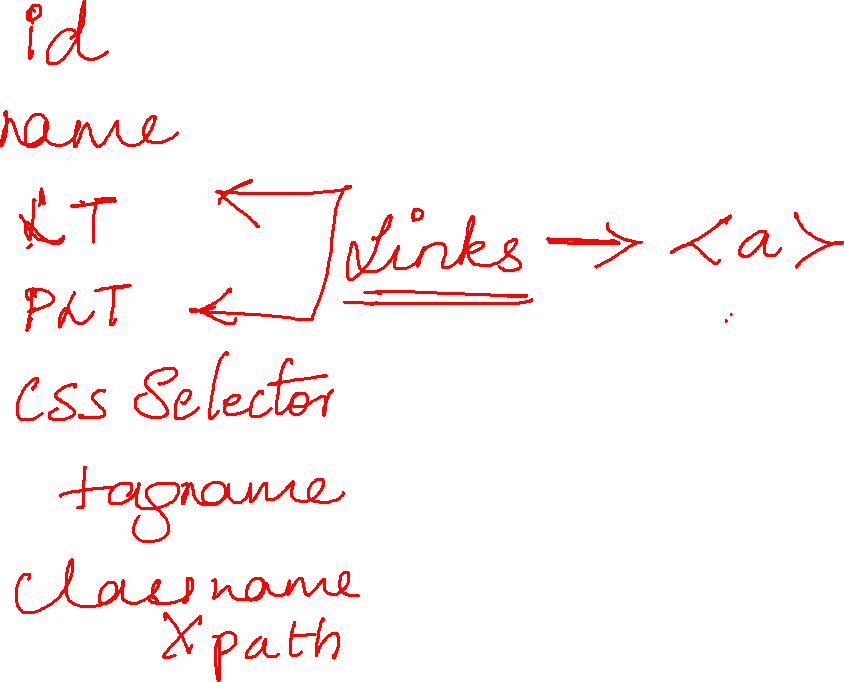 id
name
LT
Links → <a>
PLT
CSS Selector
tagname
Classname
Xpath